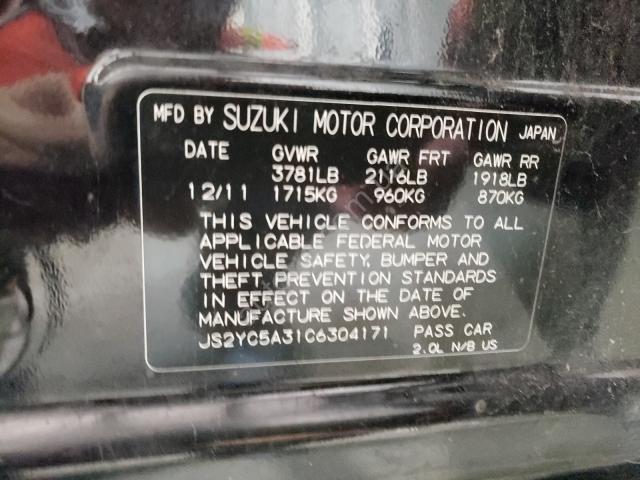 MFD BY SUZUKI MOTOR CORPORATION JAPAN
DATE GVWR GAWR FRT GAWR RR
3781LB 2116LB 1918LB
12/11 1715KG 960KG 870KG
THIS VEHICLE CONFORMS TO ALL
APPLICABLE FEDERAL MOTOR
VEHICLE SAFETY, BUMPER AND
THEFT PREVENTION STANDARDS
IN EFFECT ON THE DATE OF
MANUFACTURE SHOWN ABOVE.
JS2YC5A31C6304171 PASS CAR
2.0L N/B US